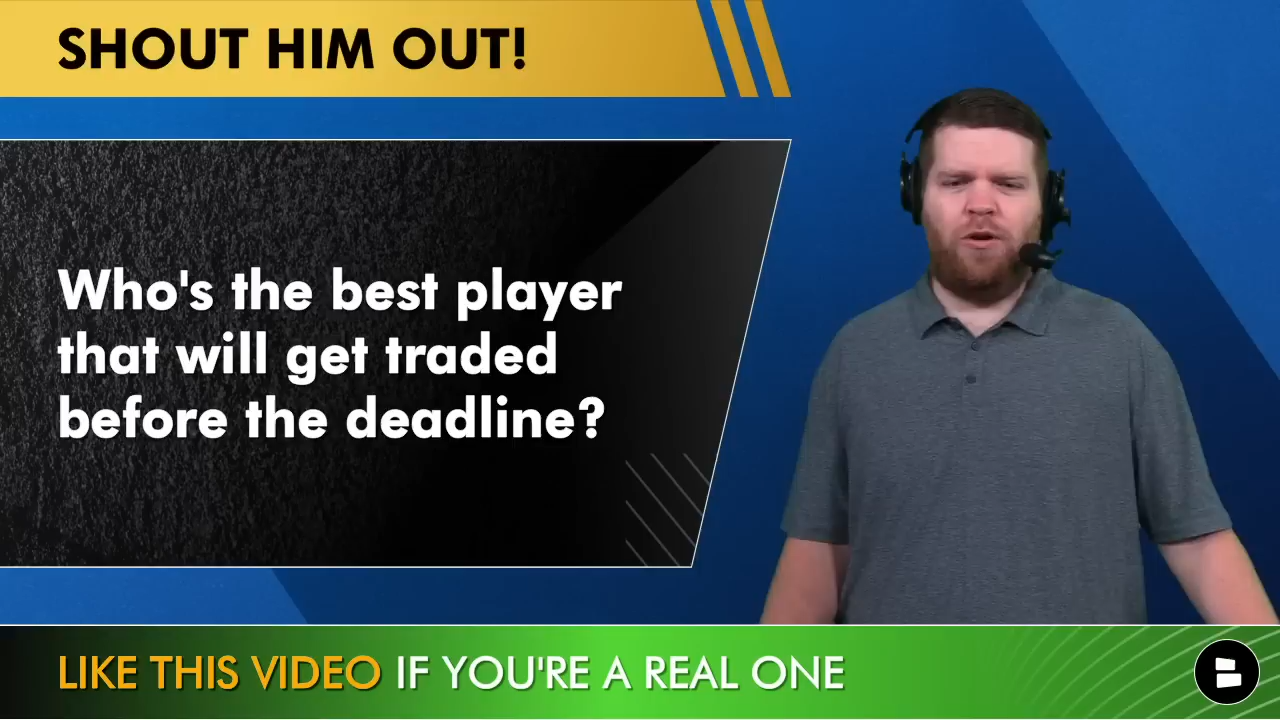 SHOUT HIM OUT!
Who's the best player
that will get traded
before the deadline?
LIKE THIS VIDEO IF YOU'RE A REAL ONE